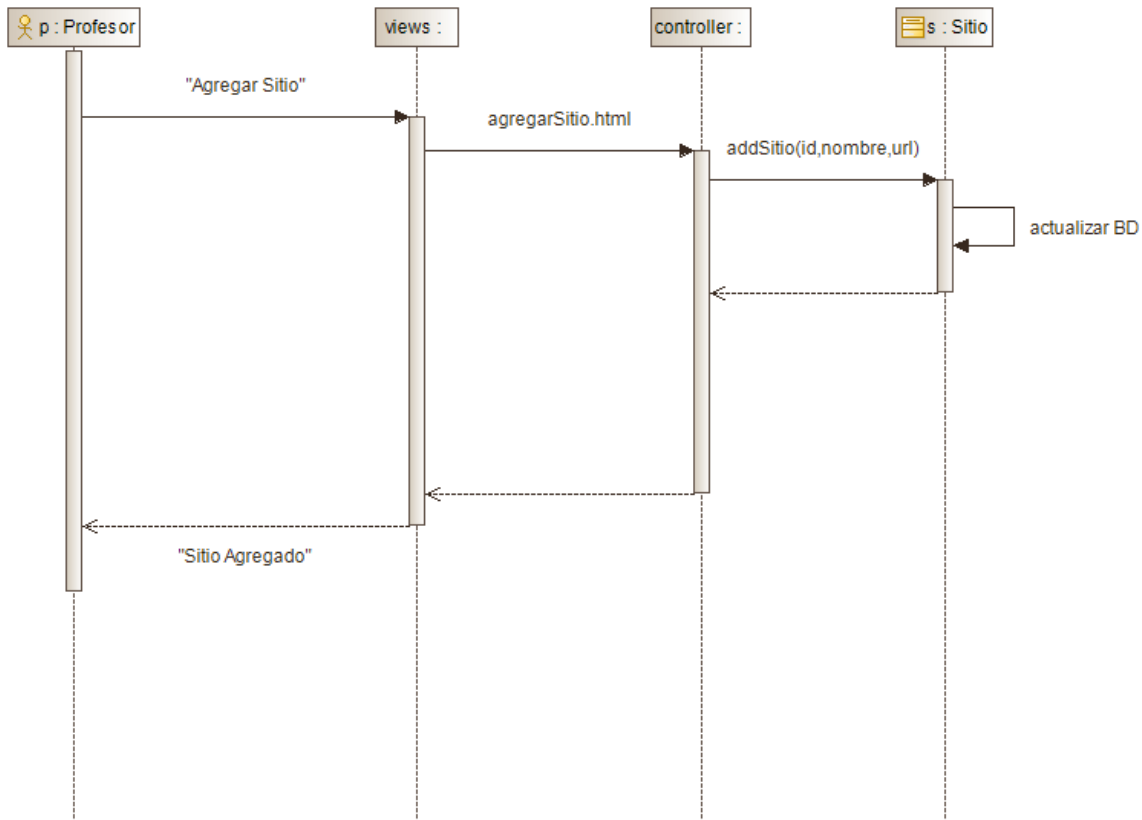 p : Profesor
views :
controller :
s : Sitio
"Agregar Sitio"
agregarSitio.html
addSitio(id,nombre,url)
actualizar BD
"Sitio Agregado"